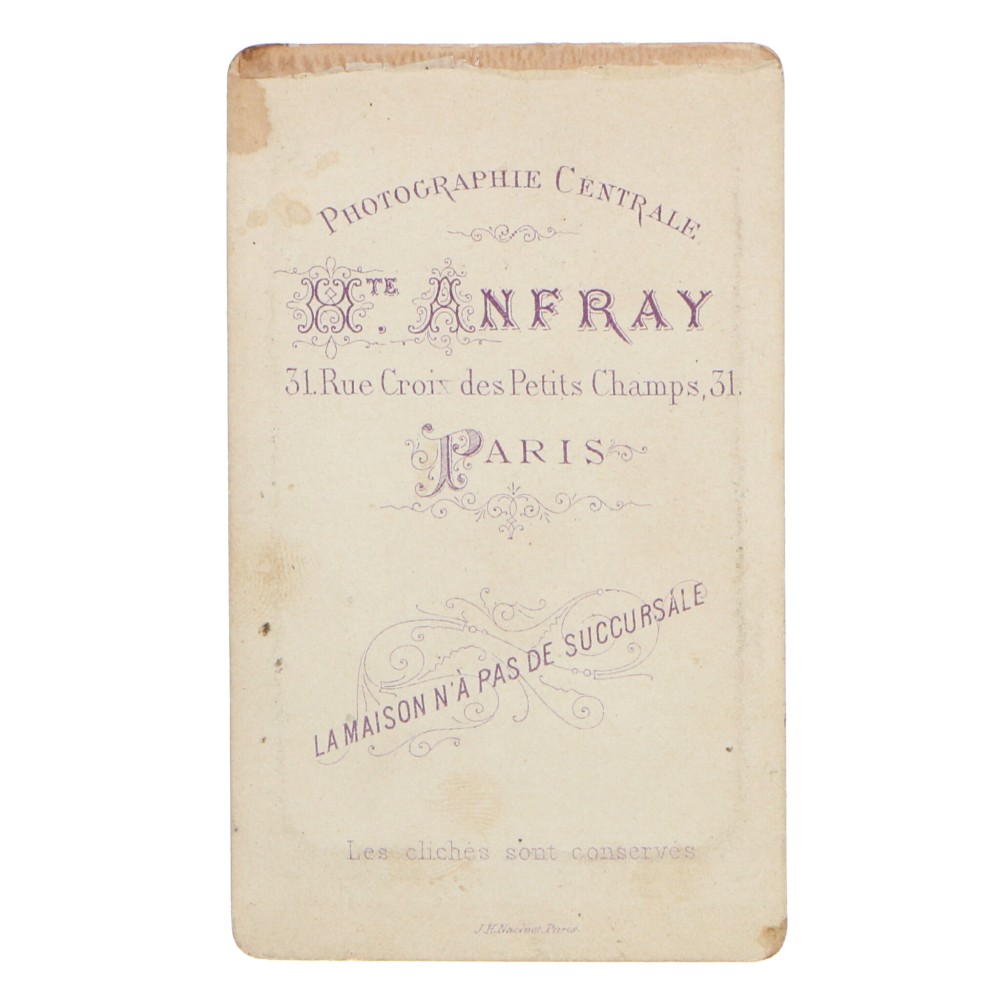 PHOTOGRAPHIE CENTRALE
HTE. ANFRAY
31. Rue Croix des Petits Champs, 31.
PARIS
LA MAISON N'À PAS DE SUCCURSALE
Les clichés sont conservés
J.H. Paris.